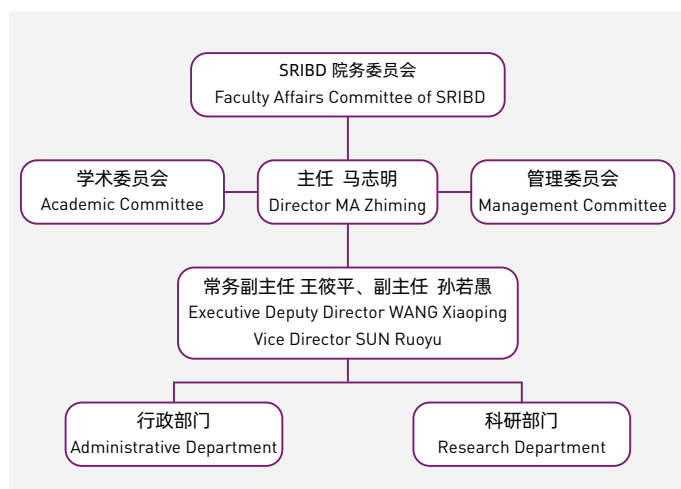 SRIBD 院务委员会
Faculty Affairs Committee of SRIBD
学术委员会
Academic Committee
主任 马志明
Director MA Zhiming
管理委员会
Management Committee
常务副主任 王筱平、副主任 孙若愚
Executive Deputy Director WANG Xiaoping
Vice Director SUN Ruoyu
行政部门
Administrative Department
科研部门
Research Department